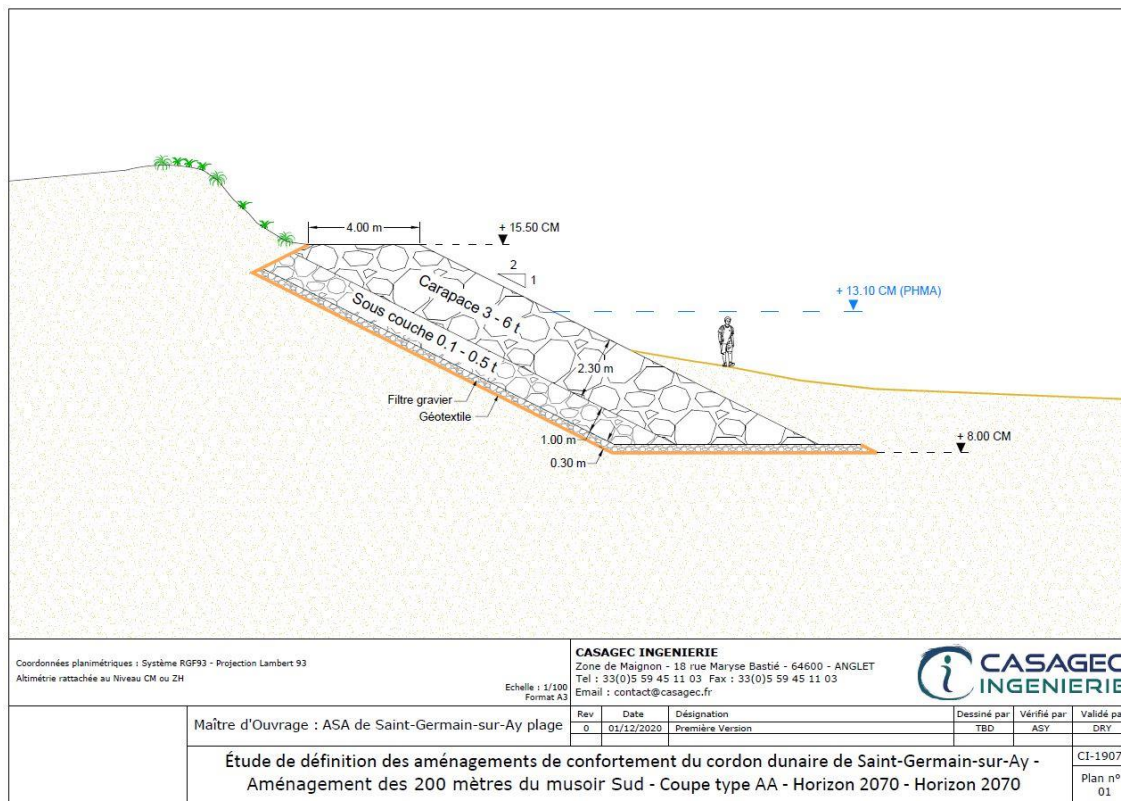 4.00 m
+ 15.50 CM
2
1
+ 13.10 CM (PHMA)
Carapace 3 - 6 t
Sous couche 0.1 - 0.5 t
2.30 m
Filtre gravier
Géotextile
1.00 m
0.30 m
+ 8.00 CM
Coordonnées planimétriques : Système RGF93 - Projection Lambert 93
Altimétrie rattachée au Niveau CM ou ZH
Echelle : 1/100
Format A3
CASAGEC INGENIERIE
Zone de Maignon - 18 rue Maryse Bastié - 64600 - ANGLET
Tel : 33(0)5 59 45 11 03 Fax : 33(0)5 59 45 11 03
Email : contact@casagec.fr
CASAGEC
INGENIERIE
Maître d'Ouvrage : ASA de Saint-Germain-sur-Ay plage
Rev Date Désignation Dessiné par Vérifié par Validé pa
0 01/12/2020 Première Version TBD ASY DRY
Étude de définition des aménagements de confortement du cordon dunaire de Saint-Germain-sur-Ay -
Aménagement des 200 mètres du musoir Sud - Coupe type AA - Horizon 2070 - Horizon 2070
CI-1907
Plan n°
01